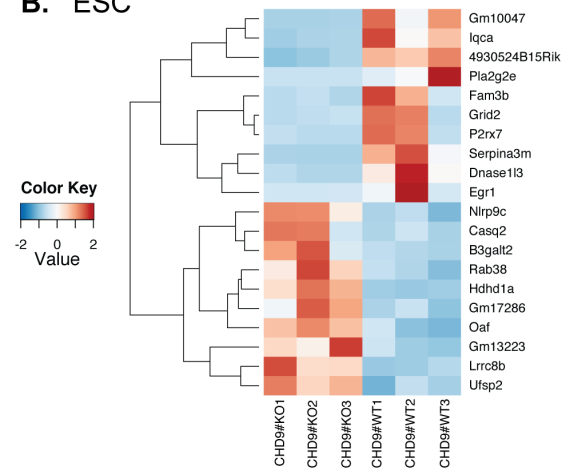 B. ESC
Gm10047
Iqca
4930524B15Rik
Pla2g2e
Fam3b
Grid2
P2rx7
Serpina3m
Dnase1l3
Egr1
Nlrp9c
Casq2
B3galt2
Rab38
Hdhd1a
Gm17286
Oaf
Gm13223
Lrrc8b
Ufsp2
Color Key
-2 0 2
Value
CHD9#KO1
CHD9#KO2
CHD9#KO3
CHD9#WT1
CHD9#WT2
CHD9#WT3